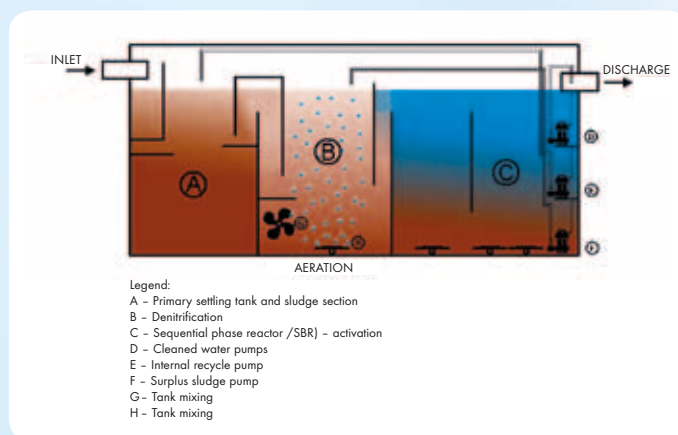 INLET
DISCHARGE
A
B
C
D
E
F
G
H
AERATION
Legend:
A – Primary settling tank and sludge section
B – Denitrification
C – Sequential phase reactor /SBR) – activation
D – Cleaned water pumps
E – Internal recycle pump
F – Surplus sludge pump
G– Tank mixing
H – Tank mixing